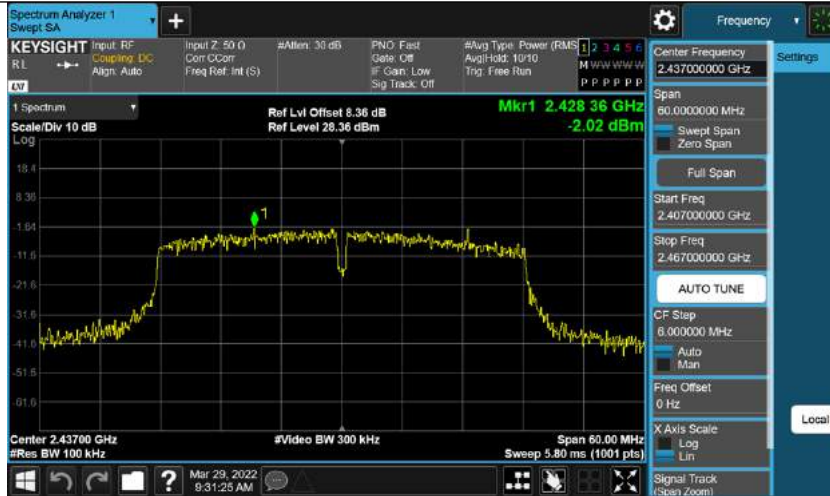 Spectrum Analyzer 1
Swept SA
+
Frequency
KEYSIGHT
RL
Input: RF
Coupling: DC
Align: Auto
Input Z: 50 Ω
Corr CCorr
Freq Ref: Int (S)
#Atten: 30 dB
PNO: Fast
Gate: Off
IF Gain: Low
Sig Track: Off
#Avg Type: Power (RMS
Avg|Hold: 10/10
Trig: Free Run
1 2 3 4 5 6
M W W W W W
P P P P P P
1 Spectrum
Scale/Div 10 dB
Log
Ref Lvl Offset 8.36 dB
Ref Level 28.36 dBm
Mkr1 2.428 36 GHz
-2.02 dBm
18.4
8.36
-1.64
-11.6
-21.6
-31.6
-41.6
-51.6
-61.6
1
Center 2.43700 GHz
#Res BW 100 kHz
#Video BW 300 kHz
Span 60.00 MHz
Sweep 5.80 ms (1001 pts)
Mar 29, 2022
9:31:25 AM
?
Center Frequency
2.437000000 GHz
Settings
Span
60.0000000 MHz
Swept Span
Zero Span
Full Span
Start Freq
2.407000000 GHz
Stop Freq
2.467000000 GHz
AUTO TUNE
CF Step
6.000000 MHz
Auto
Man
Freq Offset
0 Hz
X Axis Scale
Log
Lin
Local
Signal Track
(Span Zoom)